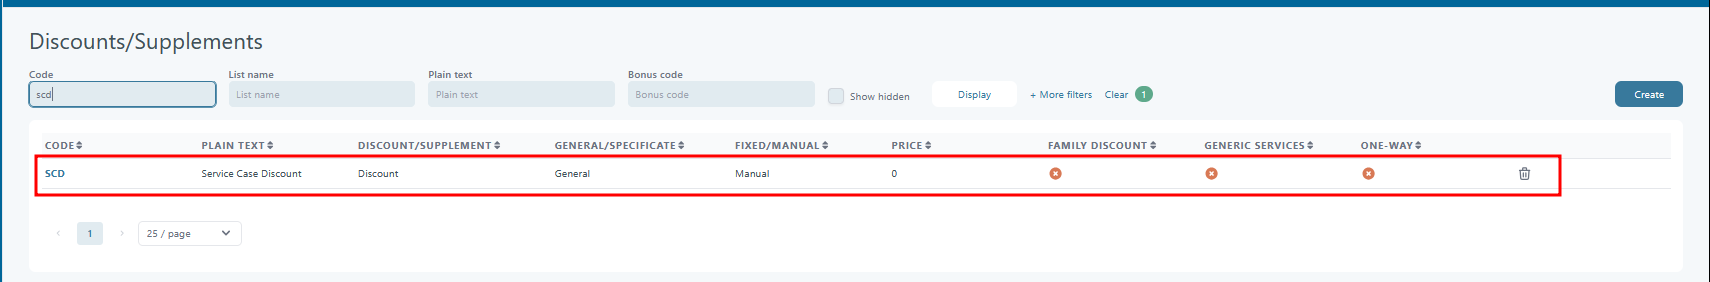 Discounts/Supplements
Code List name Plain text Bonus code
scd List name Plain text Bonus code Show hidden Display + More filters Clear 1 Create
CODE PLAIN TEXT DISCOUNT/SUPPLEMENT GENERAL/SPECIFICATE FIXED/MANUAL PRICE FAMILY DISCOUNT GENERIC SERVICES ONE-WAY
SCD Service Case Discount Discount General Manual 0
1 25 / page